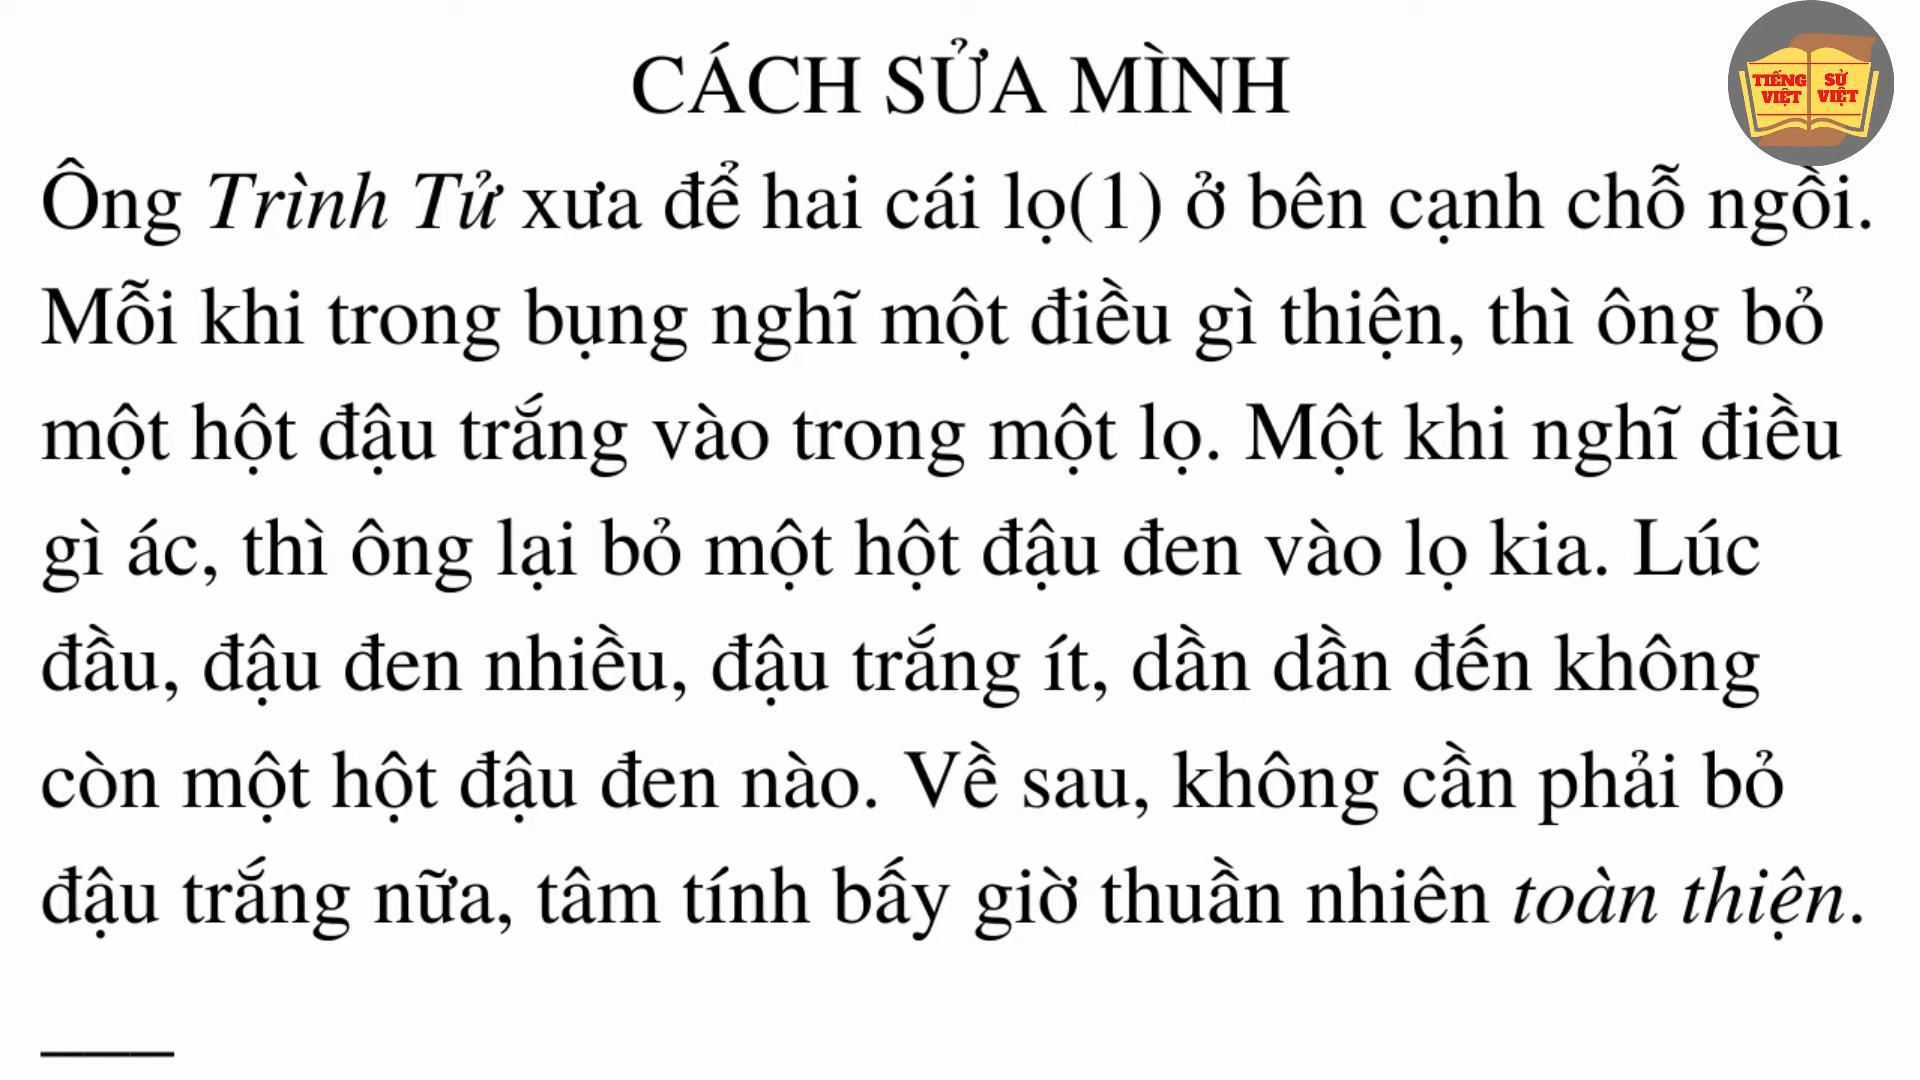 CÁCH SỬA MÌNH
TIẾNG VIỆT
SỬ VIỆT
Ông Trình Tử xưa để hai cái lọ(1) ở bên cạnh chỗ ngồi.
Mỗi khi trong bụng nghĩ một điều gì thiện, thì ông bỏ
một hột đậu trắng vào trong một lọ. Một khi nghĩ điều
gì ác, thì ông lại bỏ một hột đậu đen vào lọ kia. Lúc
đầu, đậu đen nhiều, đậu trắng ít, dần dần đến không
còn một hột đậu đen nào. Về sau, không cần phải bỏ
đậu trắng nữa, tâm tính bấy giờ thuần nhiên toàn thiện.